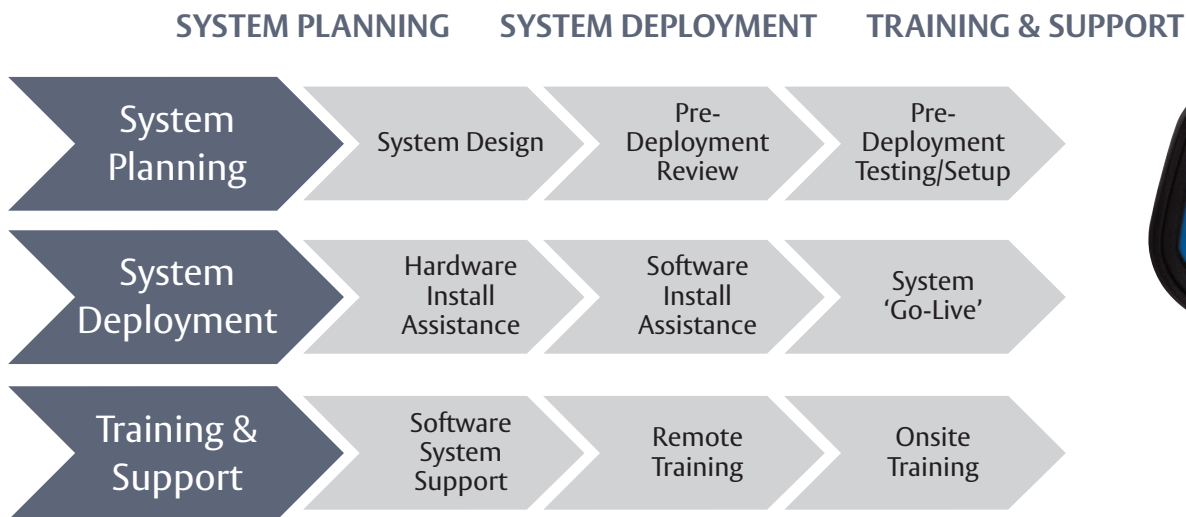 SYSTEM PLANNING SYSTEM DEPLOYMENT TRAINING & SUPPORT
System
Planning
System Design
Pre-
Deployment
Review
Pre-
Deployment
Testing/Setup
System
Deployment
Hardware
Install
Assistance
Software
Install
Assistance
System
‘Go-Live’
Training &
Support
Software
System
Support
Remote
Training
Onsite
Training